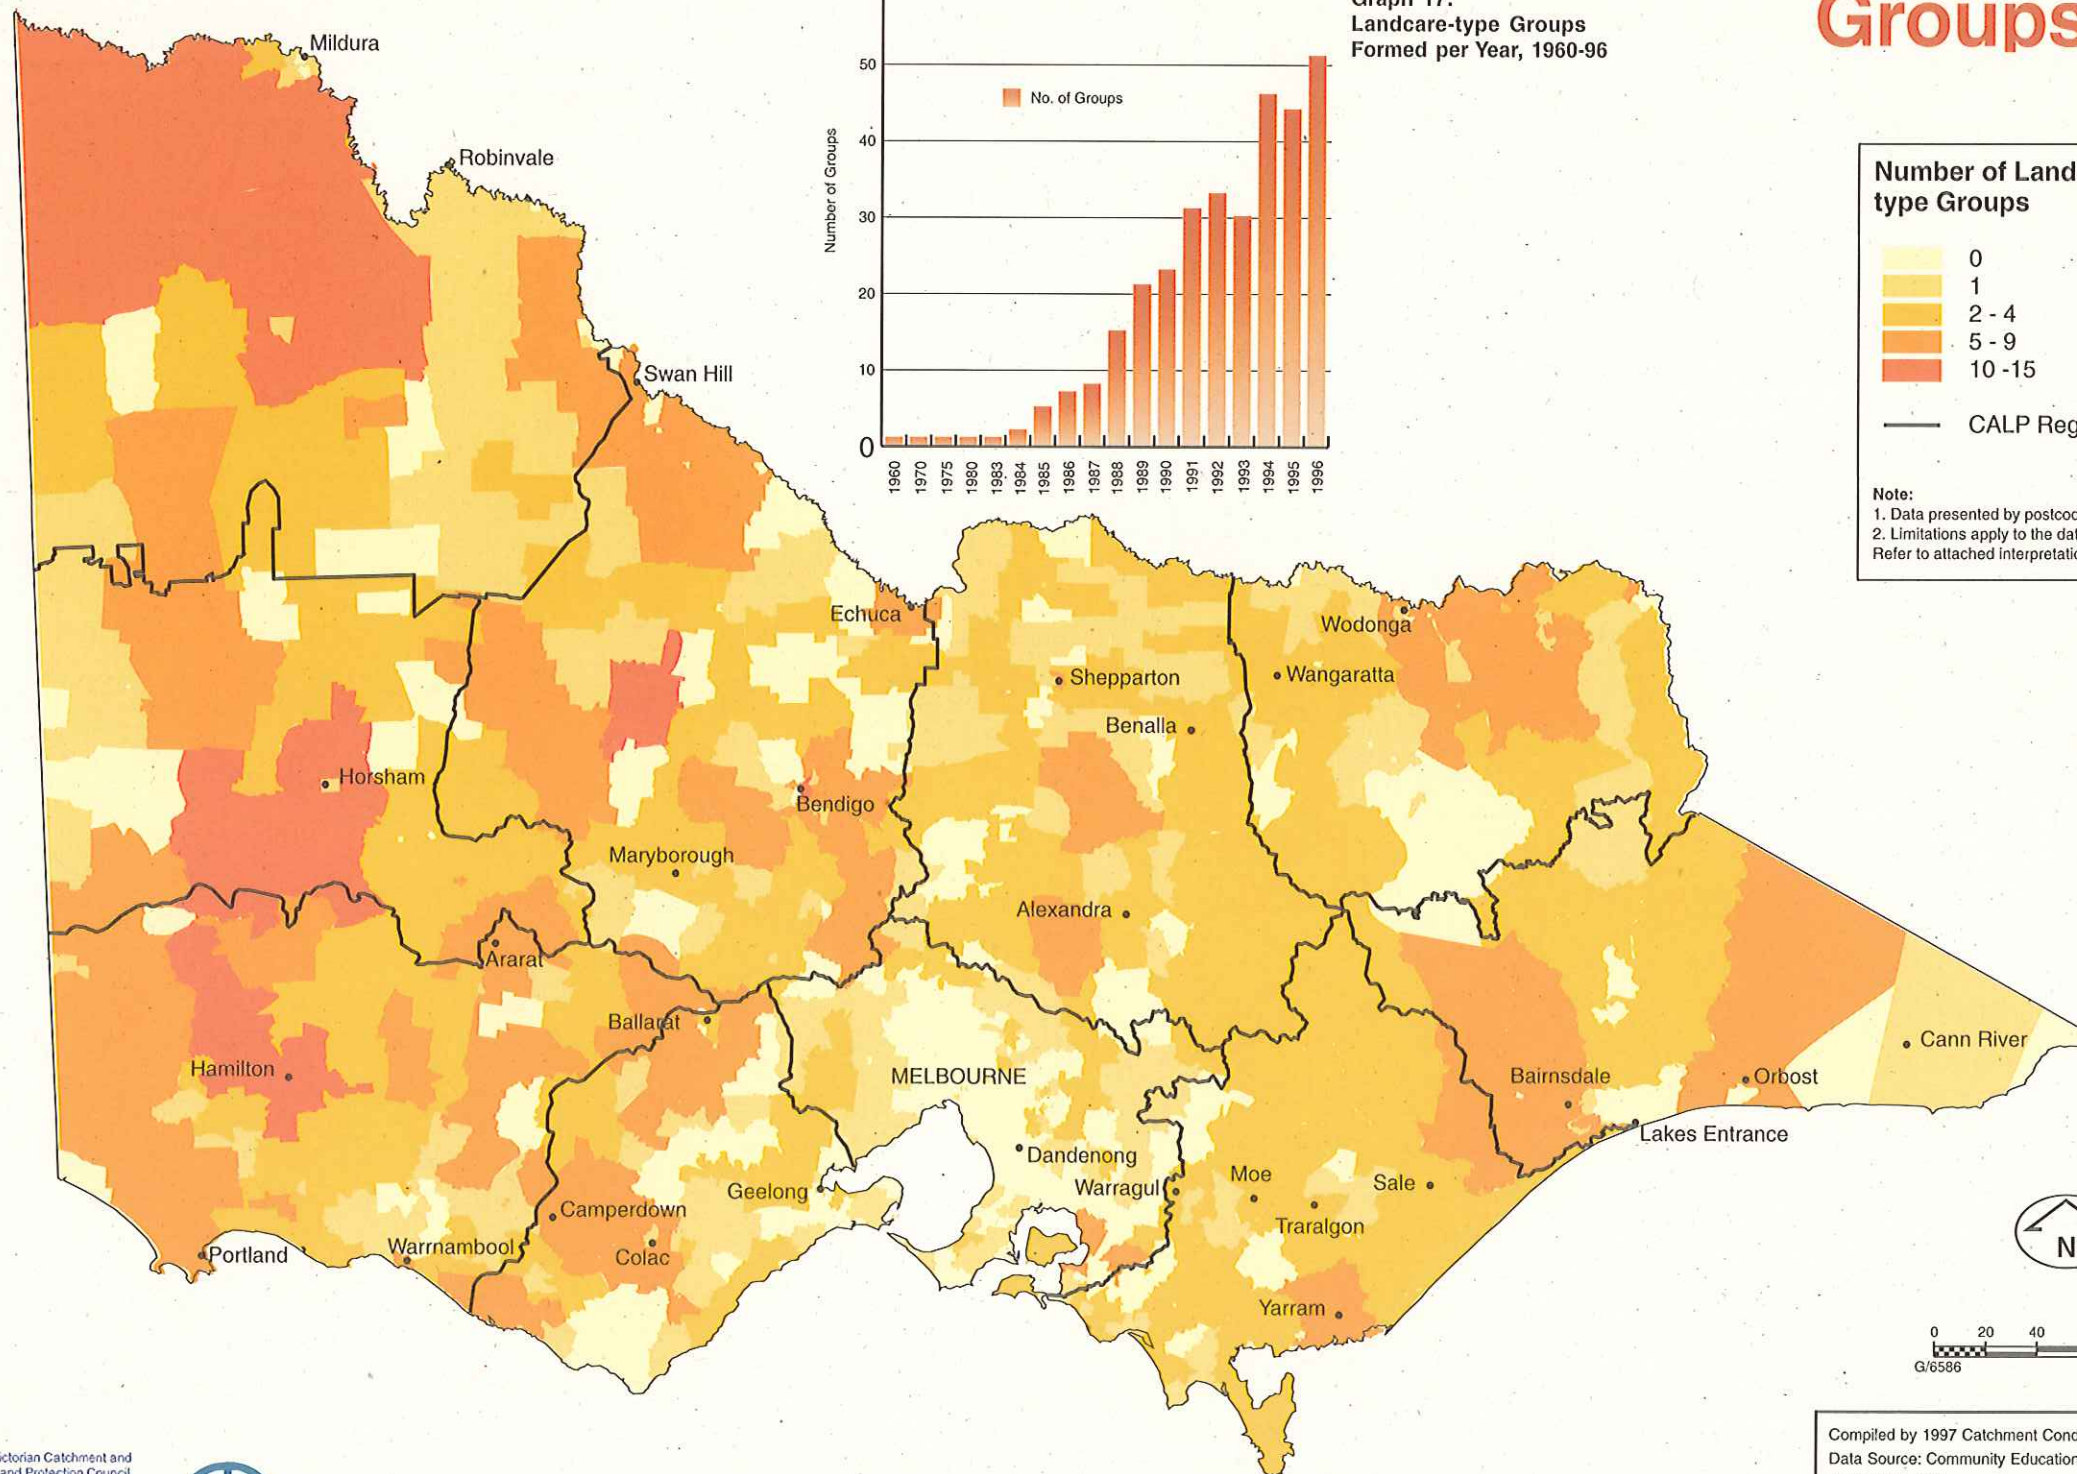 Graph 17:
Landcare-type Groups
Formed per Year, 1960-96
Groups
No. of Groups
Number of Groups
50
40
30
20
10
0
1960
1970
1975
1980
1983
1984
1985
1986
1987
1988
1989
1990
1991
1992
1993
1994
1995
1996
Number of Land
type Groups
0
1
2 - 4
5 - 9
10 -15
CALP Reg
Note:
1. Data presented by postcod
2. Limitations apply to the dat
Refer to attached interpretati
Mildura
Robinvale
Swan Hill
Echuca
Wodonga
Shepparton
Wangaratta
Benalla
Horsham
Bendigo
Maryborough
Alexandra
Ararat
Ballarat
Hamilton
MELBOURNE
Cann River
Bairnsdale
Orbost
Lakes Entrance
Dandenong
Warragul
Moe
Sale
Geelong
Camperdown
Traralgon
Colac
Portland
Warrnambool
Yarram
N
0 20 40
G/6586
Compiled by 1997 Catchment Cond
Data Source: Community Education
ictorian Catchment and
and Protection Council